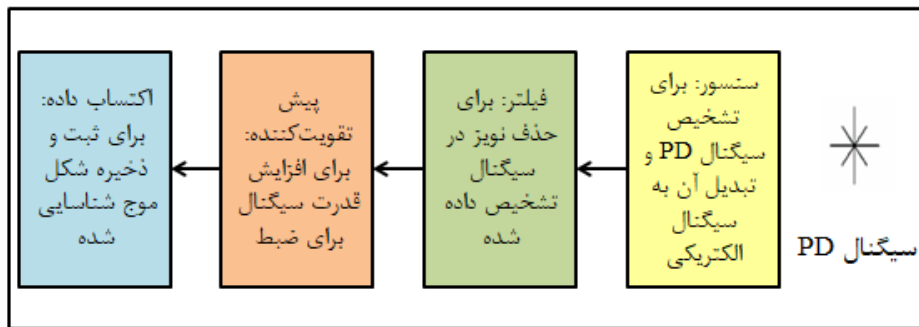 سیگنال PD
سنسور: برای
تشخیص
سیگنال PD و
تبدیل آن به
سیگنال
الکتریکی
فیلتر: برای
حذف نویز در
سیگنال
تشخیص داده
شده
پیش
تقویت‌کننده:
برای افزایش
قدرت سیگنال
برای ضبط
اکتساب داده:
برای ثبت و
ذخیره شکل
موج شناسایی
شده